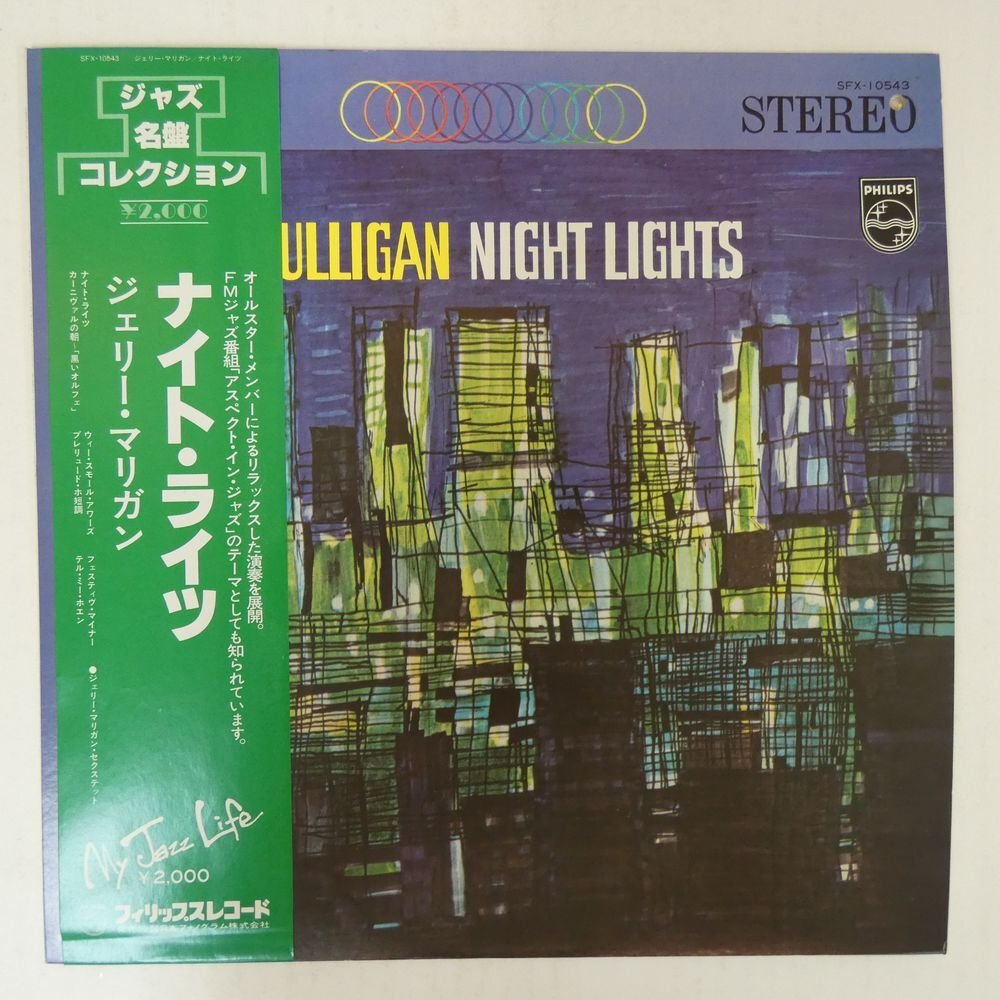 SFX-10543 ジェリー・マリガン/ナイト・ライツ
ジャズ
名盤
コレクション
¥2,000
オールスター・メンバーによるリラックスした演奏を展開。
FMジャズ番組「アスペクト・イン・ジャズ」のテーマとしても知られています。
ナイト・ライツ
ジェリー・マリガン
ナイト・ライツ
カーニヴァルの朝~「黒いオルフェ」
ウィー・スモール・アワーズ
プレリュード・ホ短調
フェスティヴ・マイナー
テル・ミー・ホエン
●ジェリー・マリガン・セクステット
My Jazz Life
¥2,000
フィリップスレコード
フォノグラム株式会社
SFX-10543
STEREO
PHILIPS
ULLIGAN NIGHT LIGHTS